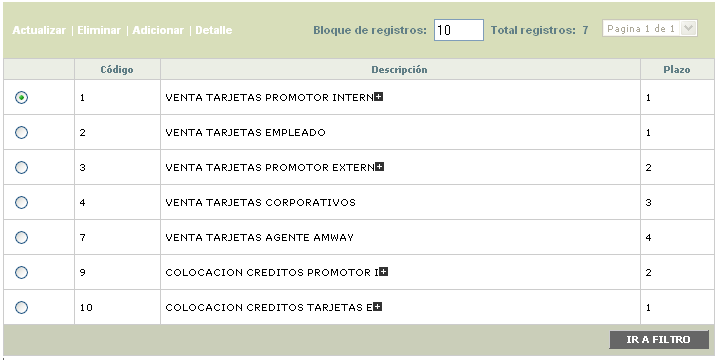 Actualizar | Eliminar | Adicionar | Detalle Bloque de registros: 10 Total registros: 7 Pagina 1 de 1
Código Descripción Plazo
1 VENTA TARJETAS PROMOTOR INTERN+ 1
2 VENTA TARJETAS EMPLEADO 1
3 VENTA TARJETAS PROMOTOR EXTERN+ 2
4 VENTA TARJETAS CORPORATIVOS 3
7 VENTA TARJETAS AGENTE AMWAY 4
9 COLOCACION CREDITOS PROMOTOR I+ 2
10 COLOCACION CREDITOS TARJETAS E+ 1
IR A FILTRO